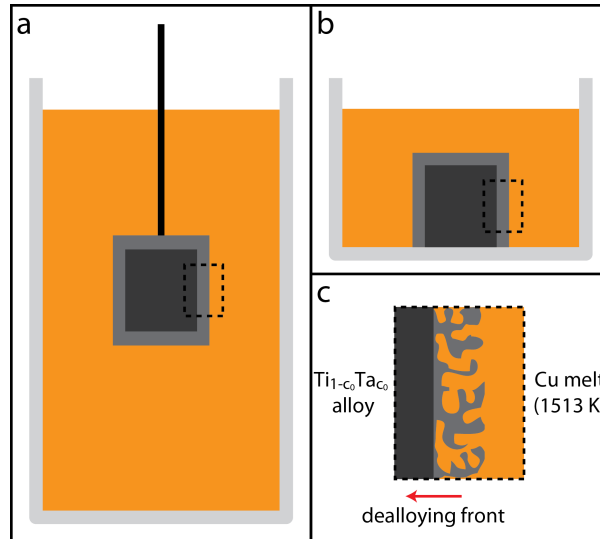 a
b
c
Ti1-c₀Tac₀
alloy
Cu melt
(1513 K
dealloying front